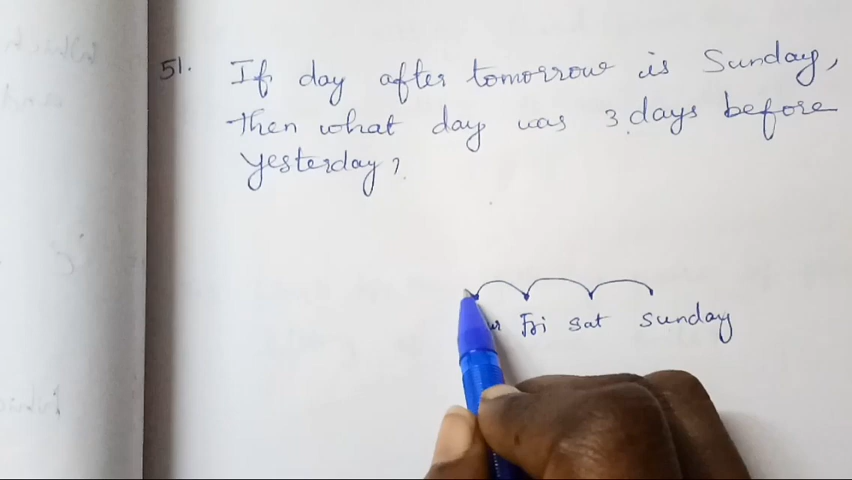 51. If day after tomorrow is Sunday,
then what day was 3 days before
yesterday?
Fri Sat Sunday